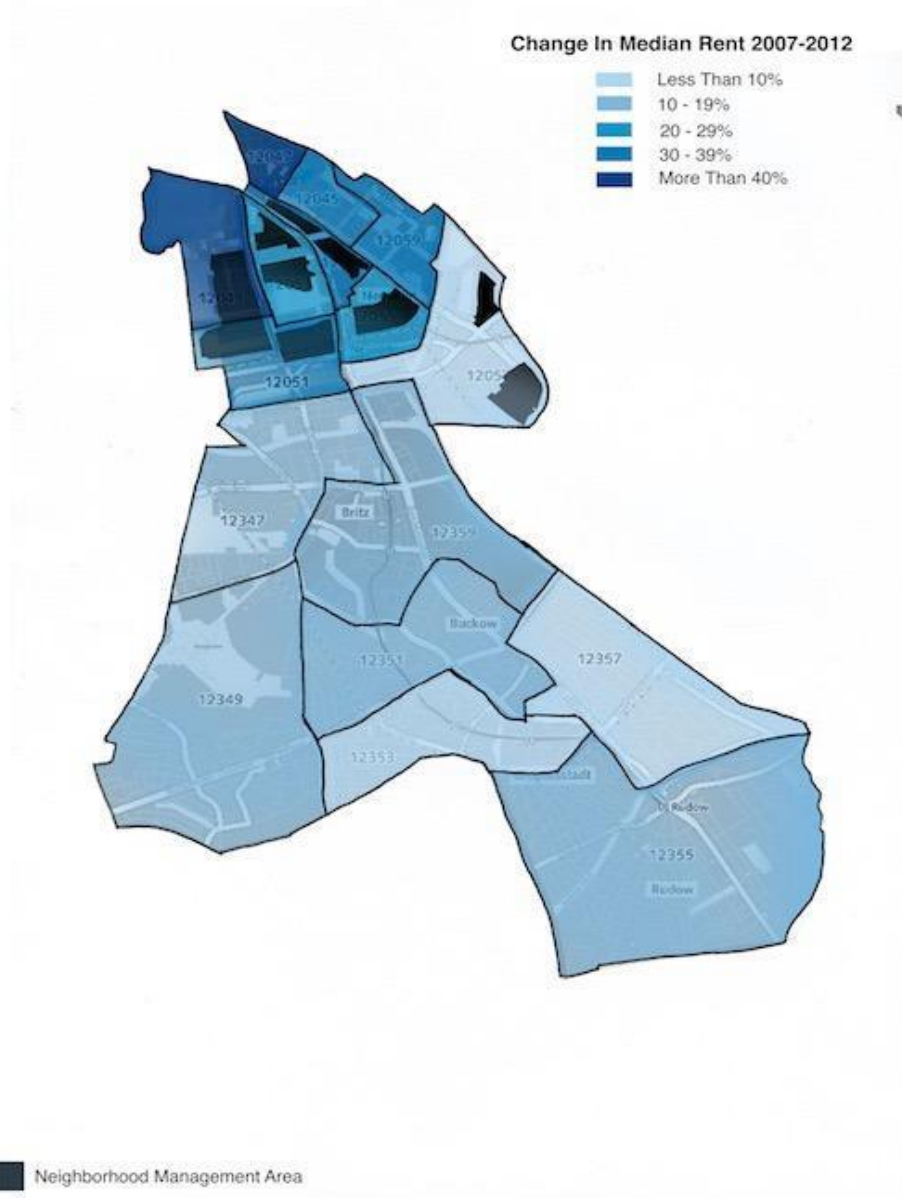 Change In Median Rent 2007-2012
Less Than 10%
10 - 19%
20 - 29%
30 - 39%
More Than 40%
12045
12059
12051
12347
Britz
12359
Buckow
12351
12357
12349
12353
Rudow
12355
Rudow
Neighborhood Management Area